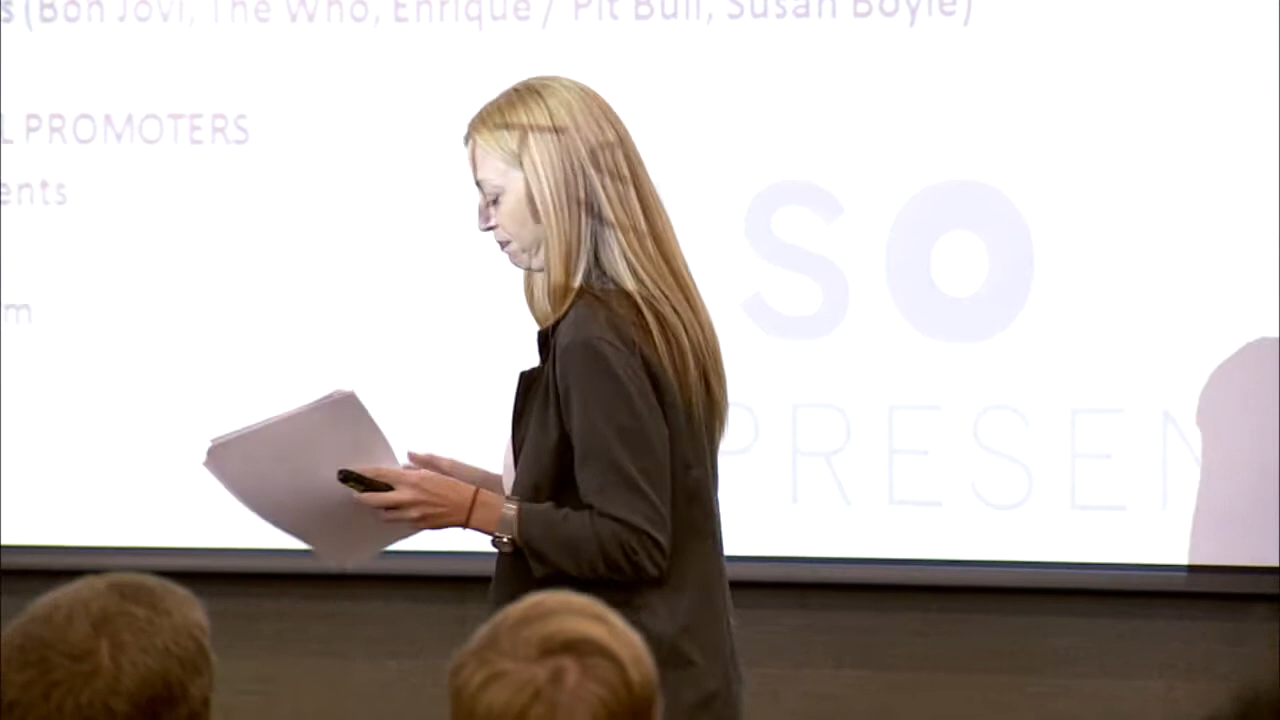 s (Bon Jovi, The Who, Enrique / Pit Bull, Susan Boyle)
L PROMOTERS
ents
m
SO
PRESEN